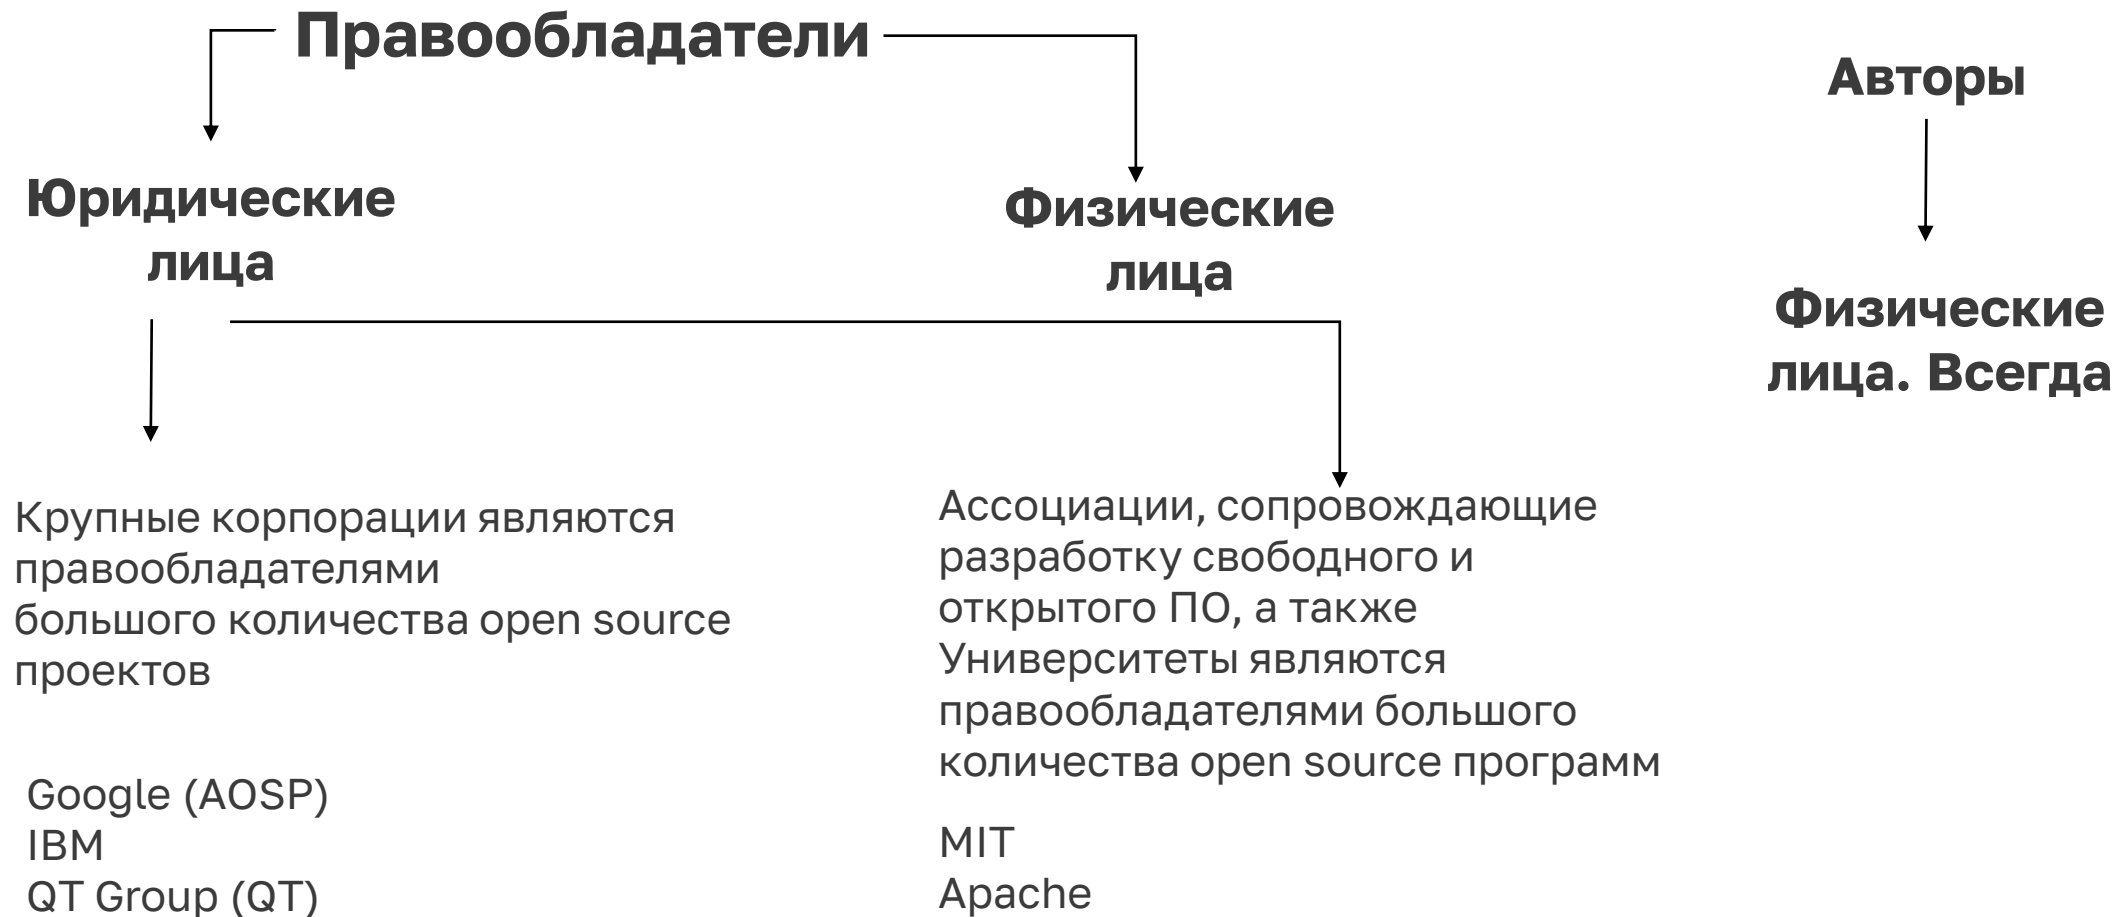 Правообладатели
Авторы
Юридические
лица
Физические
лица
Физические
лица. Всегда
Крупные корпорации являются
правообладателями
большого количества open source
проектов
Ассоциации, сопровождающие
разработку свободного и
открытого ПО, а также
Университеты являются
правообладателями большого
количества open source программ
Google (AOSP)
IBM
QT Group (QT)
MIT
Apache